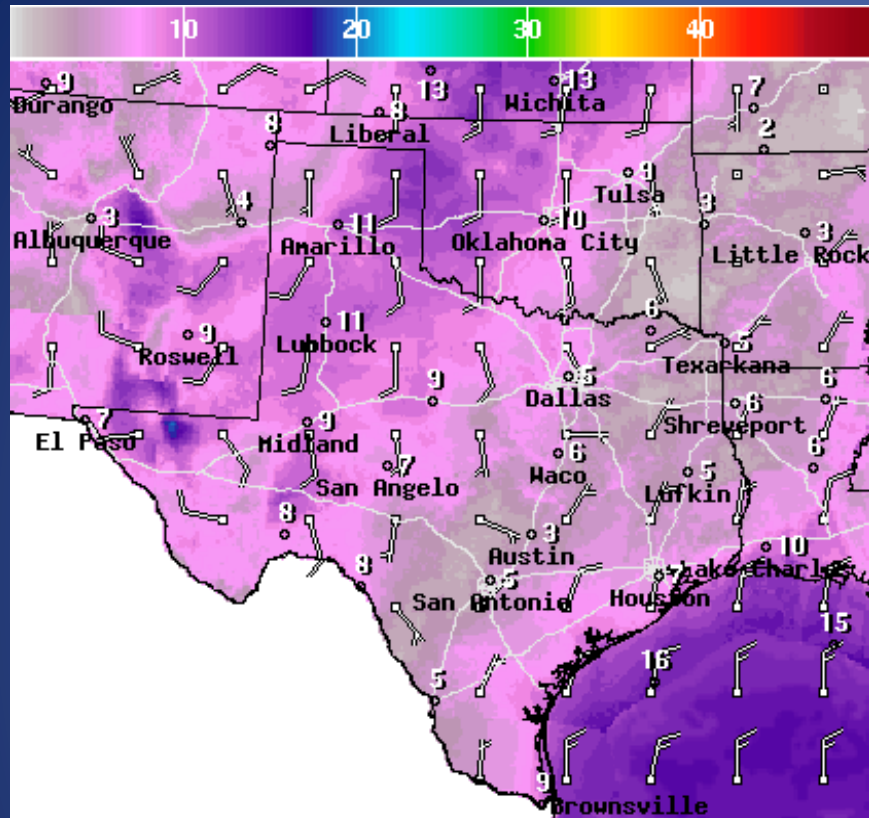 10 20 30 40
9 13 13 7
Durango Wichita
8 8 2
Liberal
9
Tulsa
3 4 11 10 3 3
Albuquerque Amarillo Oklahoma City Little Rock
9 11 6 5
Roswell Lubbock Texarkana
9 5 6 6
Dallas Shreveport
7 9 6 6
El Paso Midland Waco
7 5
San Angelo Lufkin
8 3 10
Austin Lake Charles
8 5
San Antonio Houston
5 16 15
9
Brownsville